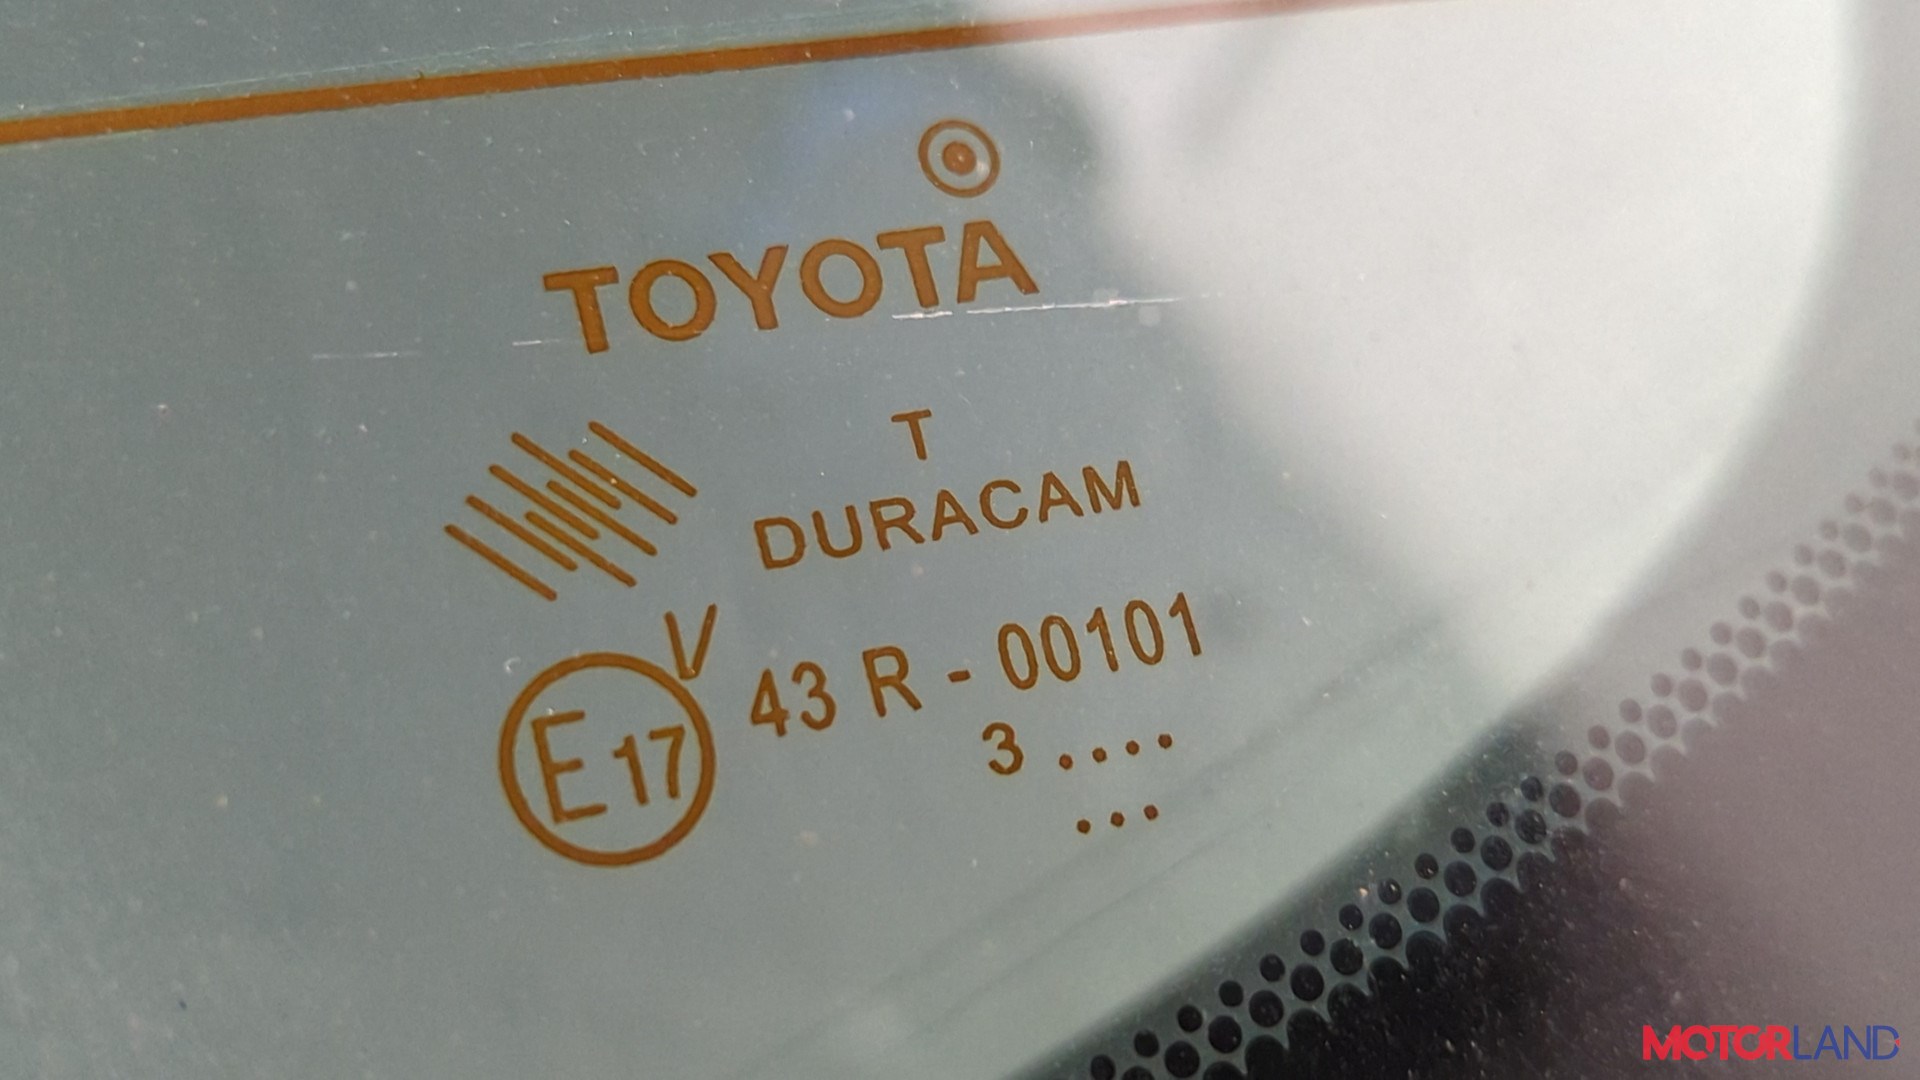 TOYOTA
T
DURACAM
V
E17
43 R - 00101
3 ....
...
MOTORLAND